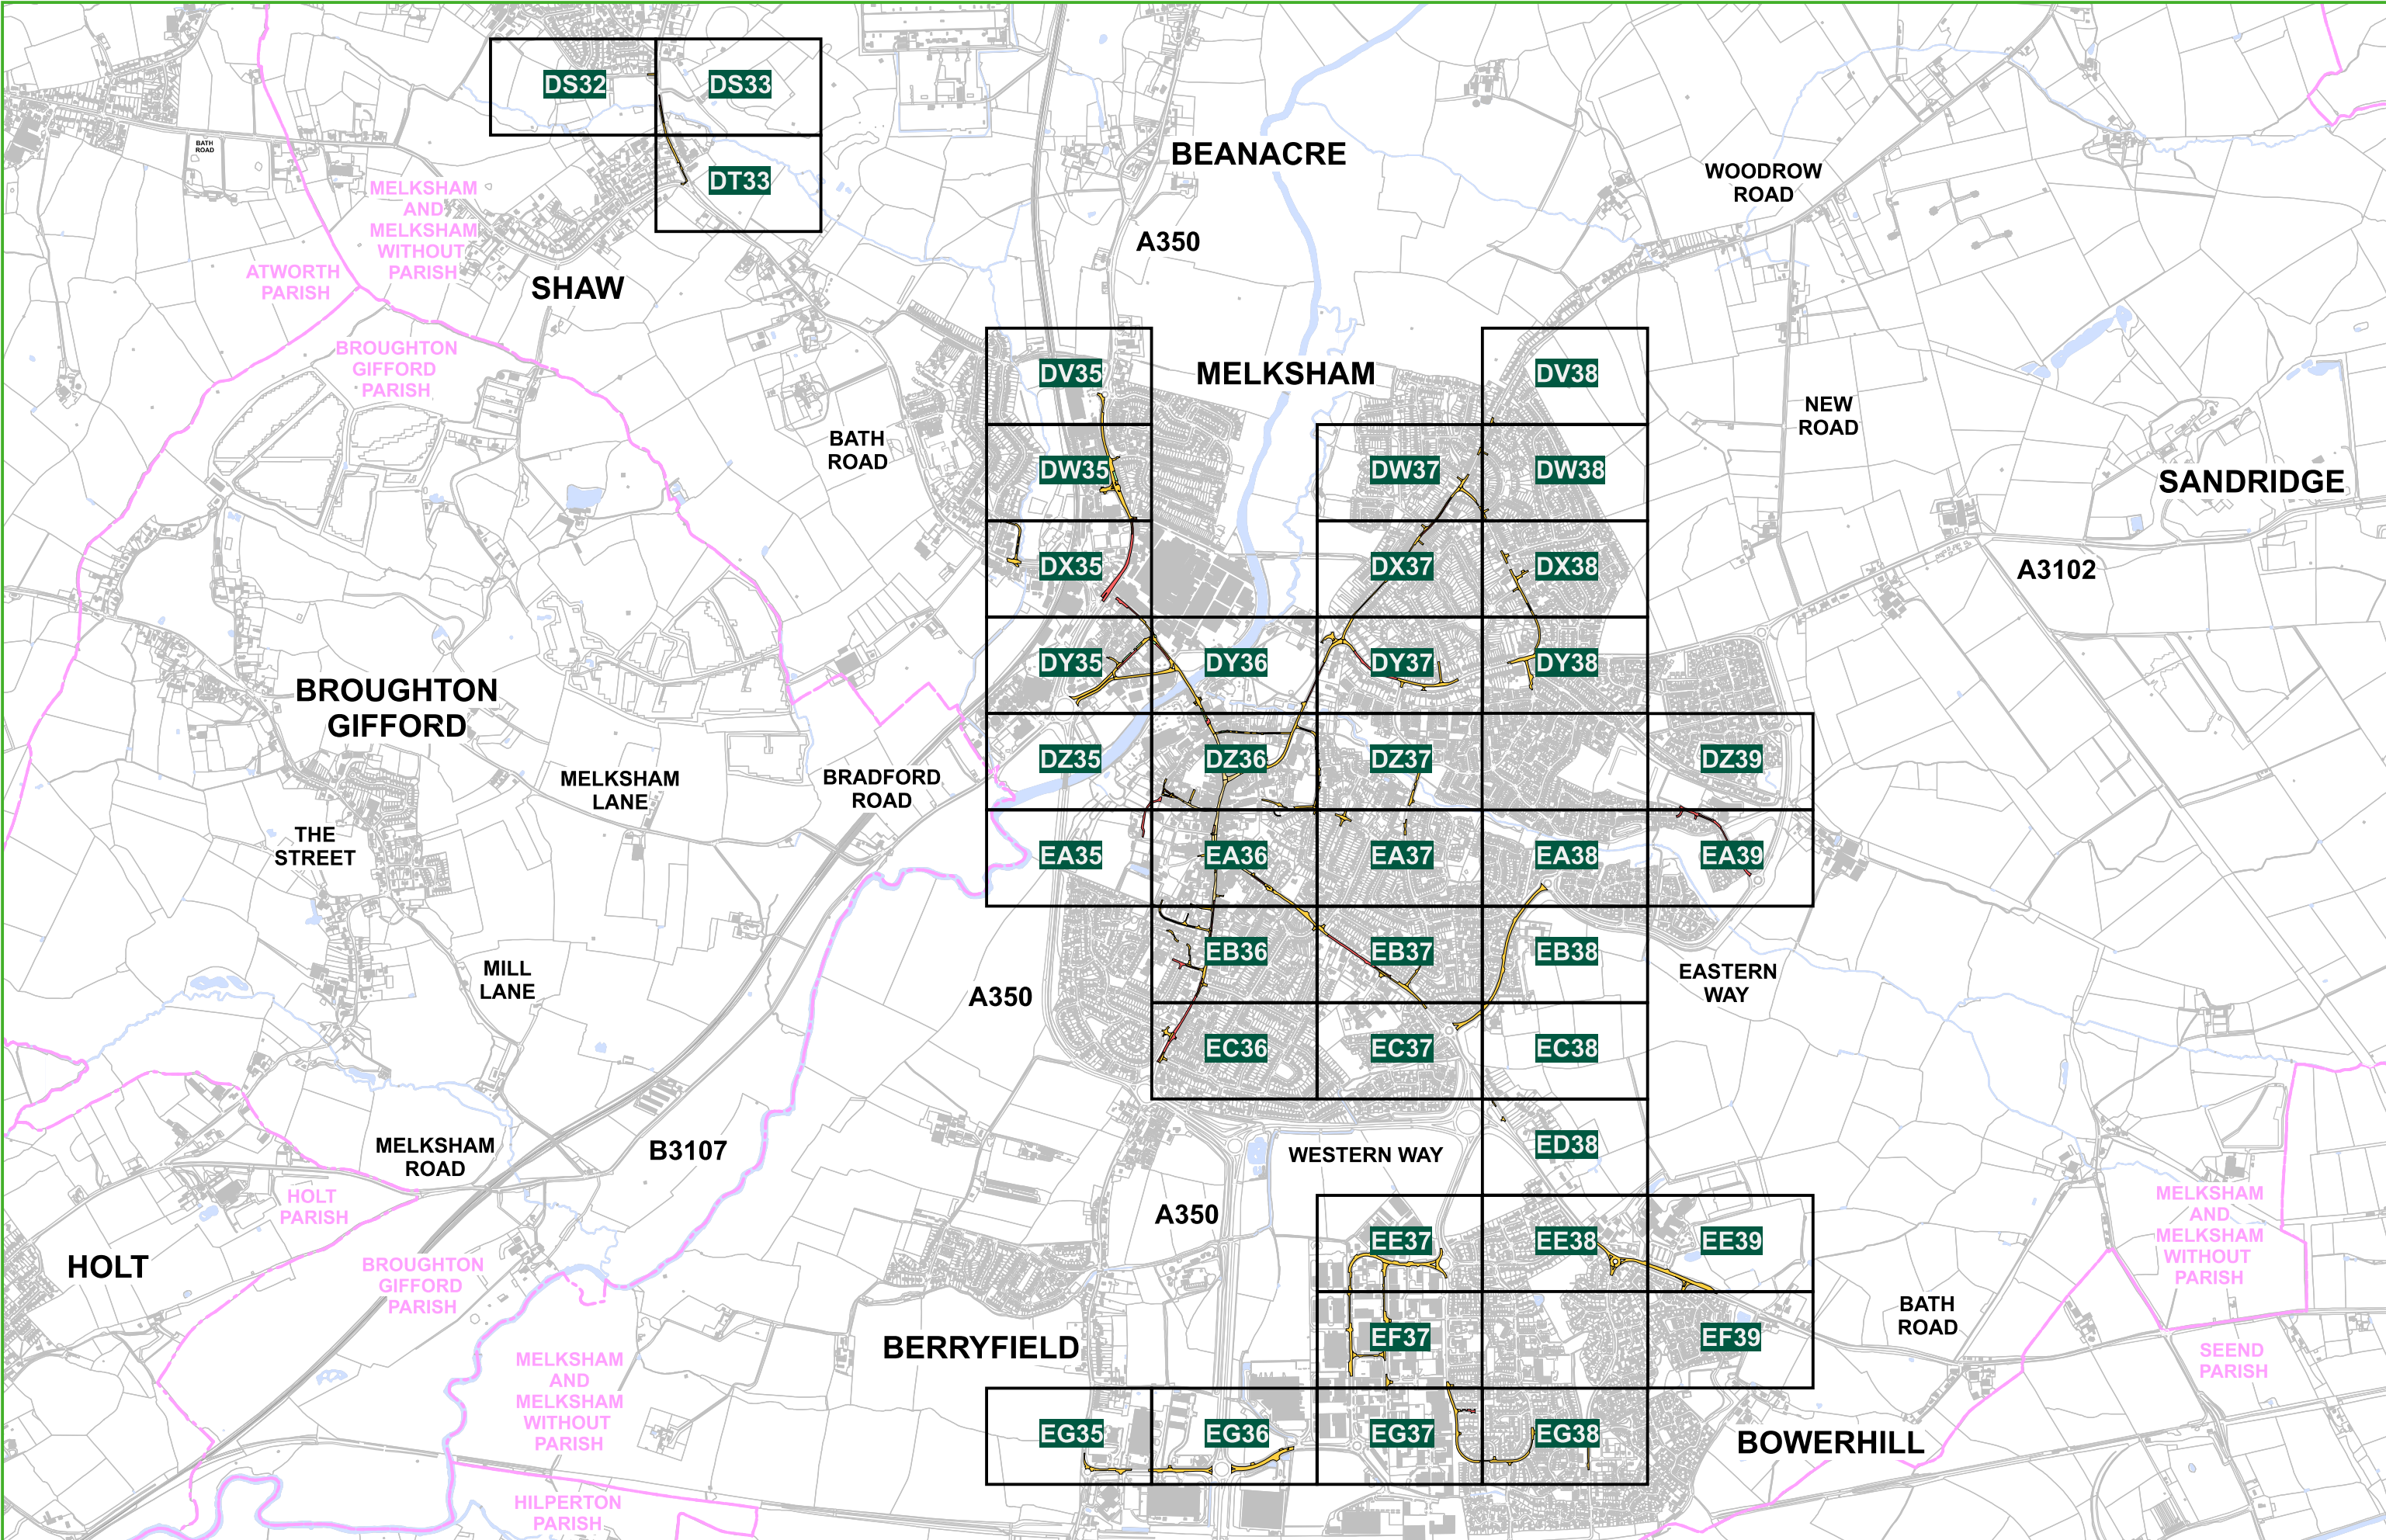 DS32
DS33
BATH
ROAD
DT33
BEANACRE
WOODROW
ROAD
MELKSHAM
AND
MELKSHAM
WITHOUT
PARISH
ATWORTH
PARISH
A350
SHAW
BROUGHTON
GIFFORD
PARISH
DV35
MELKSHAM
DV38
NEW
ROAD
BATH
ROAD
DW35
DW37
DW38
SANDRIDGE
DX35
DX37
DX38
A3102
DY35
DY36
DY37
DY38
BROUGHTON
GIFFORD
MELKSHAM
LANE
BRADFORD
ROAD
DZ35
DZ36
DZ37
DZ39
THE
STREET
EA35
EA36
EA37
EA38
EA39
MILL
LANE
A350
EB36
EB37
EB38
EASTERN
WAY
EC36
EC37
EC38
MELKSHAM
ROAD
B3107
WESTERN WAY
ED38
HOLT
PARISH
A350
MELKSHAM
AND
MELKSHAM
WITHOUT
PARISH
HOLT
BROUGHTON
GIFFORD
PARISH
EE37
EE38
EE39
BERRYFIELD
EF37
EF39
BATH
ROAD
SEEND
PARISH
MELKSHAM
AND
MELKSHAM
WITHOUT
PARISH
EG35
EG36
EG37
EG38
BOWERHILL
HILPERTON
PARISH